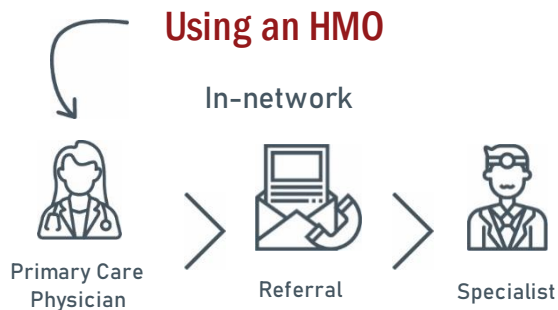 Using an HMO
In-network
Primary Care
Physician
Referral
Specialist